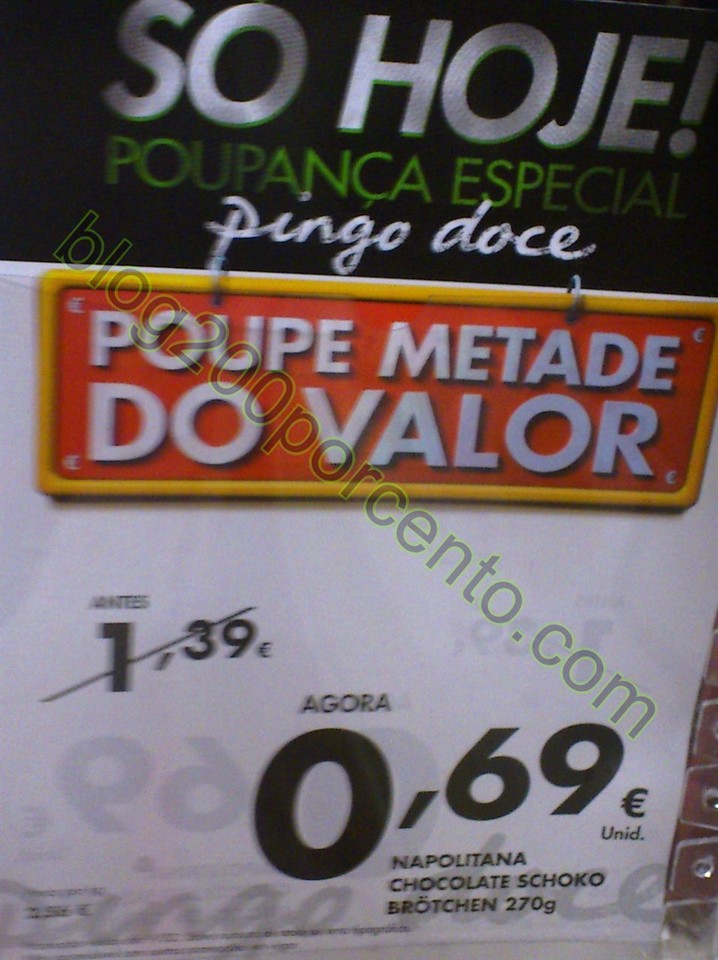 SÓ HOJE!
POUPANÇA ESPECIAL
pingo doce
POUPE METADE
DO VALOR
blog200porcento.com
ANTES
1,39€
AGORA
0,69€
Unid.
NAPOLITANA
CHOCOLATE SCHOKO
BRÖTCHEN 270g